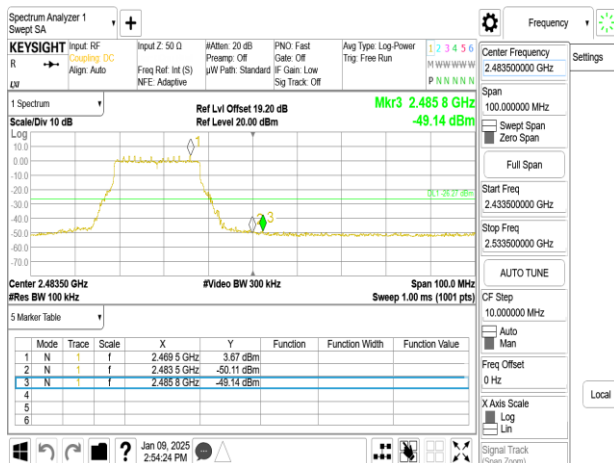 Spectrum Analyzer 1
Swept SA
Frequency
KEYSIGHT
R
Input: RF
Coupling: DC
Align: Auto
Input Z: 50 Ω
Freq Ref: Int (S)
NFE: Adaptive
#Atten: 20 dB
Preamp: Off
µW Path: Standard
PNO: Fast
Gate: Off
IF Gain: Low
Sig Track: Off
Avg Type: Log-Power
Trig: Free Run
1 2 3 4 5 6
M W W W W W
P N N N N N
Center Frequency
2.483500000 GHz
Settings
Span
100.000000 MHz
Swept Span
Zero Span
Full Span
Start Freq
2.433500000 GHz
Stop Freq
2.533500000 GHz
AUTO TUNE
CF Step
10.000000 MHz
Auto
Man
Freq Offset
0 Hz
X Axis Scale
Log
Lin
Signal Track
(Span Zoom)
Local
1 Spectrum
Scale/Div 10 dB
Ref Lvl Offset 19.20 dB
Ref Level 20.00 dBm
Mkr3 2.485 8 GHz
-49.14 dBm
Log
10.0
0.00
-10.0
-20.0
-30.0
-40.0
-50.0
-60.0
-70.0
1
DL1 -26.27 dBm
2 3
Center 2.48350 GHz
#Res BW 100 kHz
#Video BW 300 kHz
Span 100.0 MHz
Sweep 1.00 ms (1001 pts)
5 Marker Table
Mode Trace Scale X Y Function Function Width Function Value
1 N 1 f 2.469 5 GHz 3.67 dBm
2 N 1 f 2.483 5 GHz -50.11 dBm
3 N 1 f 2.485 8 GHz -49.14 dBm
4
5
6
Jan 09, 2025
2:54:24 PM